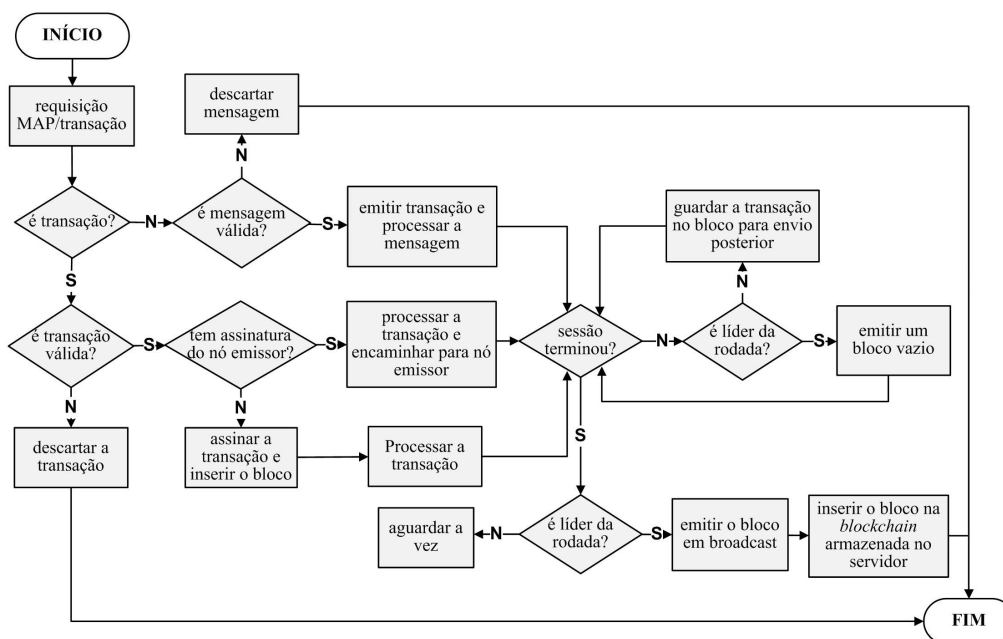 INÍCIO
requisição
MAP/transação
descartar
mensagem
N
é transação?
N
é mensagem
válida?
S
emitir transação e
processar a
mensagem
guardar a transação
no bloco para envio
posterior
S
N
é transação
válida?
S
tem assinatura
do nó emissor?
S
processar a
transação e
encaminhar para nó
emissor
sessão
terminou?
N
é líder da
rodada?
S
emitir um
bloco vazio
N
N
S
descartar a
transação
assinar a
transação e
inserir o bloco
Processar a
transação
aguardar a
vez
N
é líder da
rodada?
S
emitir o bloco
em broadcast
inserir o bloco na
blockchain
armazenada no
servidor
FIM